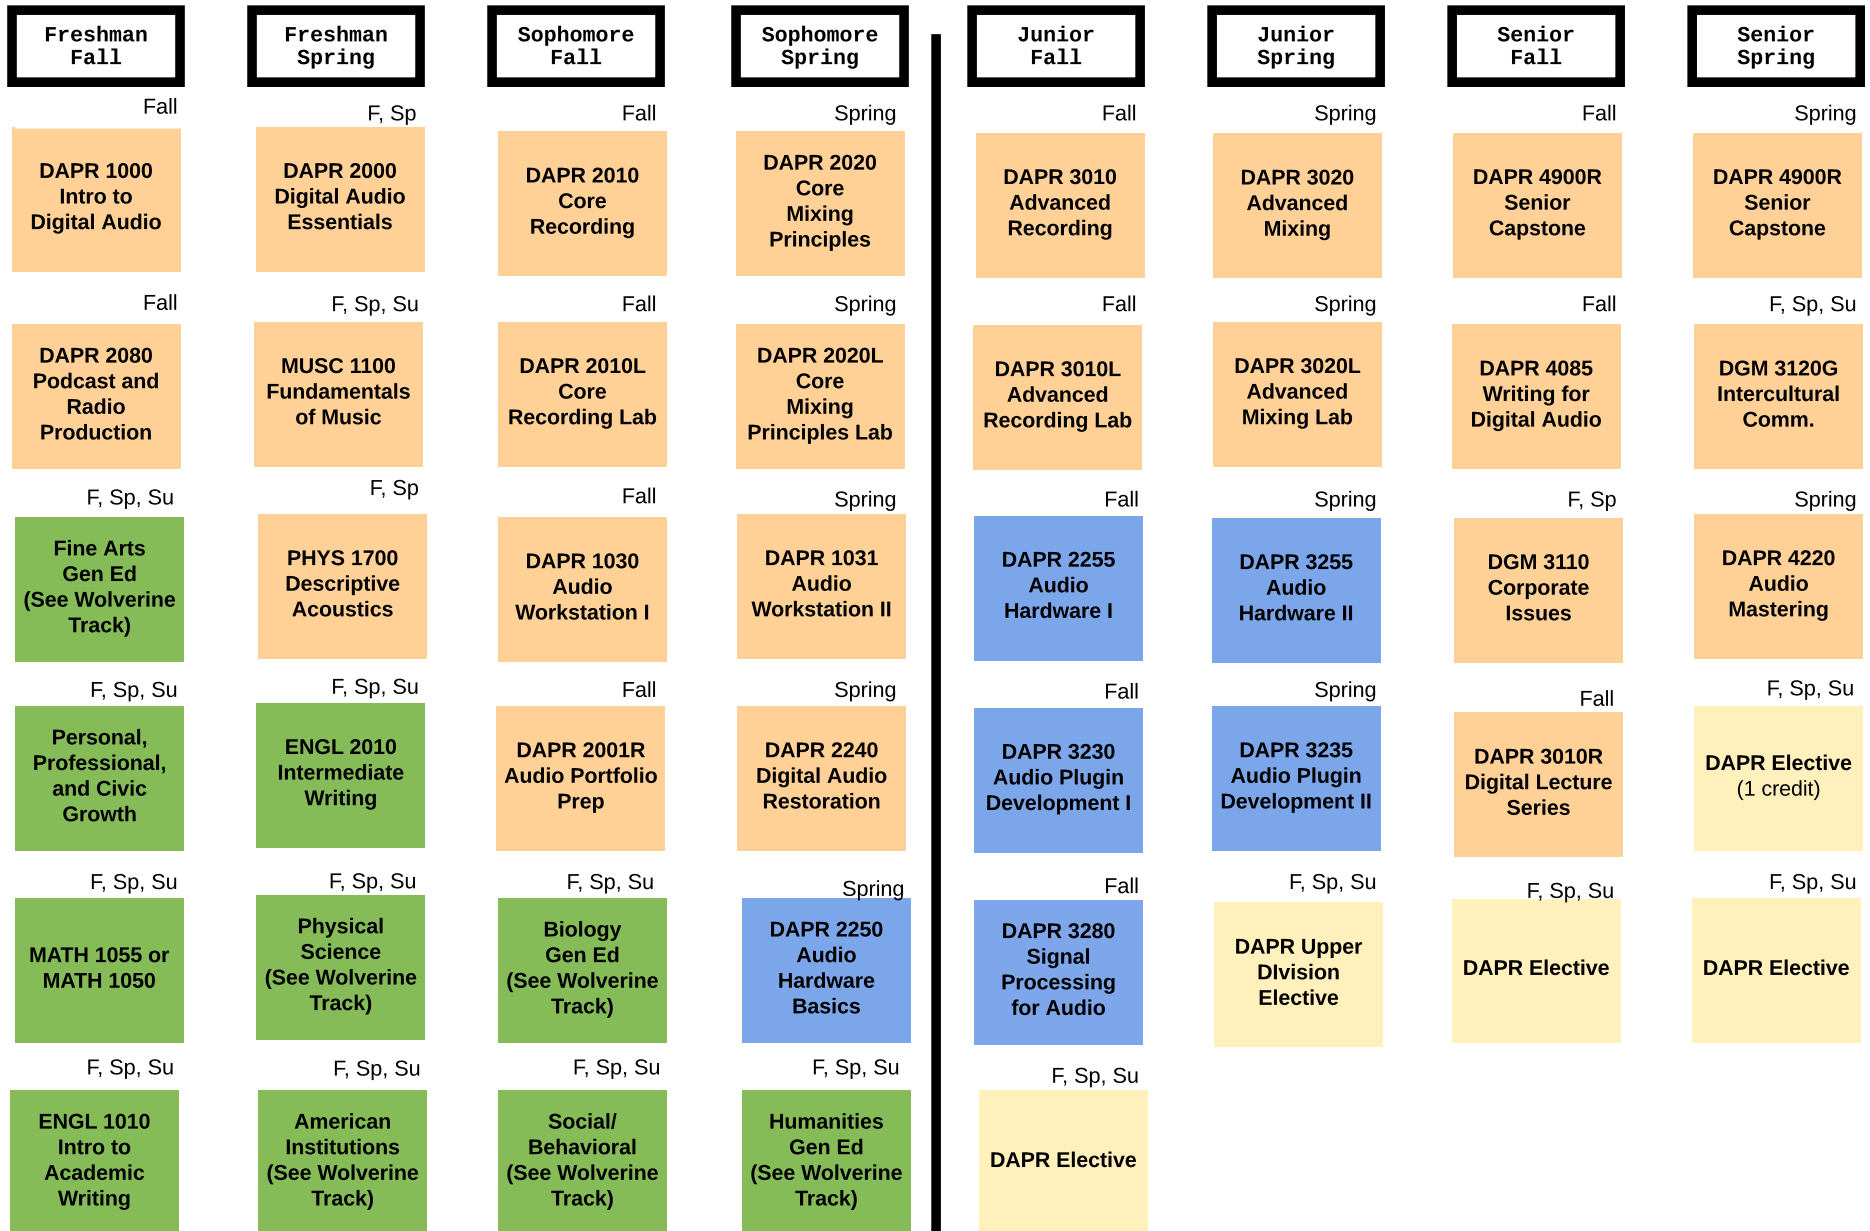 Freshman
Fall
Fall
DAPR 1000
Intro to
Digital Audio
Fall
DAPR 2080
Podcast and
Radio
Production
F, Sp, Su
Fine Arts
Gen Ed
(See Wolverine
Track)
F, Sp, Su
Personal,
Professional,
and Civic
Growth
F, Sp, Su
MATH 1055 or
MATH 1050
F, Sp, Su
ENGL 1010
Intro to
Academic
Writing
Freshman
Spring
F, Sp
DAPR 2000
Digital Audio
Essentials
F, Sp, Su
MUSC 1100
Fundamentals
of Music
F, Sp
PHYS 1700
Descriptive
Acoustics
F, Sp, Su
ENGL 2010
Intermediate
Writing
F, Sp, Su
Physical
Science
(See Wolverine
Track)
F, Sp, Su
American
Institutions
(See Wolverine
Track)
Sophomore
Fall
Fall
DAPR 2010
Core
Recording
Fall
DAPR 2010L
Core
Recording Lab
Fall
DAPR 1030
Audio
Workstation I
Fall
DAPR 2001R
Audio Portfolio
Prep
F, Sp, Su
Biology
Gen Ed
(See Wolverine
Track)
F, Sp, Su
Social/
Behavioral
(See Wolverine
Track)
Sophomore
Spring
Spring
DAPR 2020
Core
Mixing
Principles
Spring
DAPR 2020L
Core
Mixing
Principles Lab
Spring
DAPR 1031
Audio
Workstation II
Spring
DAPR 2240
Digital Audio
Restoration
Spring
DAPR 2250
Audio
Hardware
Basics
F, Sp, Su
Humanities
Gen Ed
(See Wolverine
Track)
Junior
Fall
Fall
DAPR 3010
Advanced
Recording
Fall
DAPR 3010L
Advanced
Recording Lab
Fall
DAPR 2255
Audio
Hardware I
Fall
DAPR 3230
Audio Plugin
Development I
Fall
DAPR 3280
Signal
Processing
for Audio
F, Sp, Su
DAPR Elective
Junior
Spring
Spring
DAPR 3020
Advanced
Mixing
Spring
DAPR 3020L
Advanced
Mixing Lab
Spring
DAPR 3255
Audio
Hardware II
Spring
DAPR 3235
Audio Plugin
Development II
F, Sp, Su
DAPR Upper
DIvision
Elective
Senior
Fall
Fall
DAPR 4900R
Senior
Capstone
Fall
DAPR 4085
Writing for
Digital Audio
F, Sp
DGM 3110
Corporate
Issues
Fall
DAPR 3010R
Digital Lecture
Series
F, Sp, Su
DAPR Elective
Senior
Spring
Spring
DAPR 4900R
Senior
Capstone
F, Sp, Su
DGM 3120G
Intercultural
Comm.
Spring
DAPR 4220
Audio
Mastering
F, Sp, Su
DAPR Elective
(1 credit)
F, Sp, Su
DAPR Elective